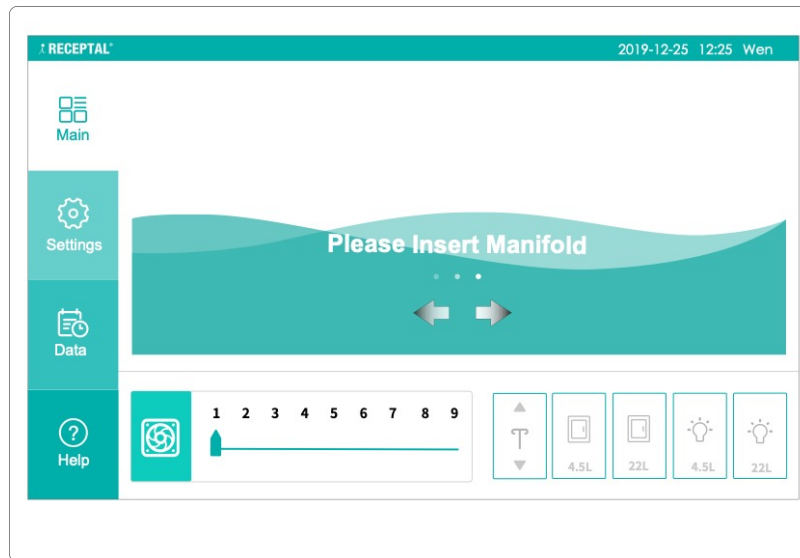 RECEPTAL®
2019-12-25 12:25 Wen
Main
Settings
Data
Help
Please Insert Manifold
1 2 3 4 5 6 7 8 9
4.5L 22L 4.5L 22L